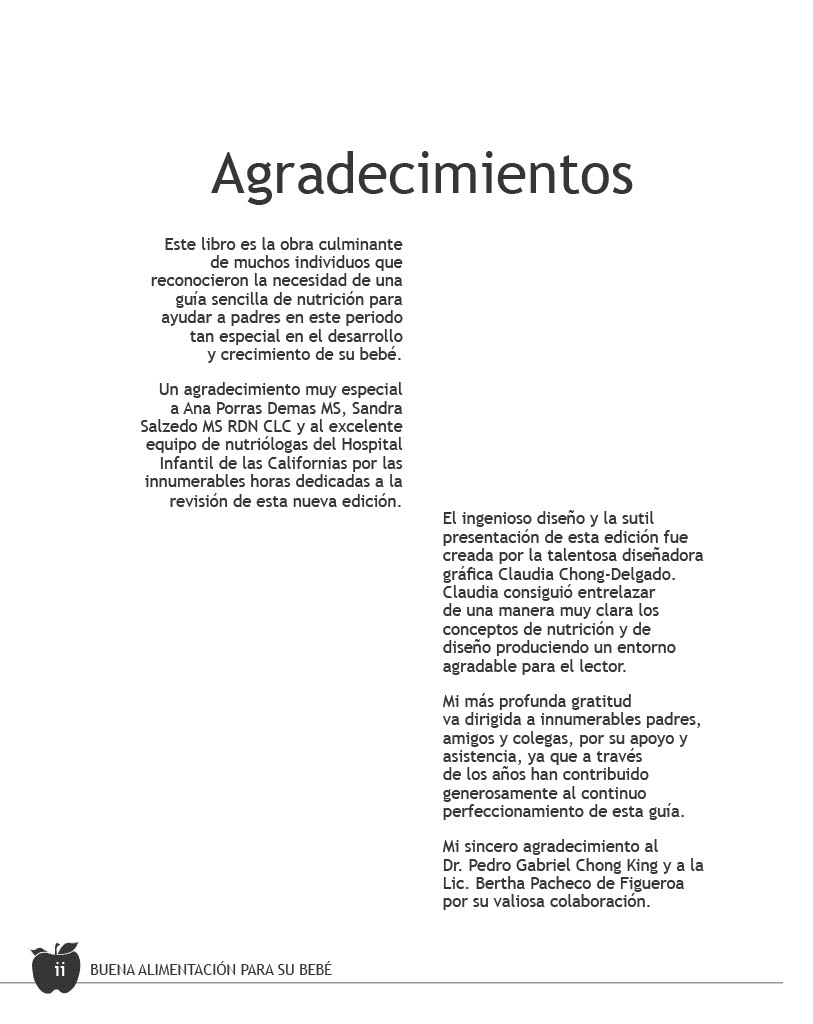 Agradecimientos
Este libro es la obra culminante
de muchos individuos que
reconocieron la necesidad de una
guía sencilla de nutrición para
ayudar a padres en este periodo
tan especial en el desarrollo
y crecimiento de su bebé.
Un agradecimiento muy especial
a Ana Porras Demas MS, Sandra
Salzedo MS RDN CLC y al excelente
equipo de nutriólogas del Hospital
Infantil de las Californias por las
innumerables horas dedicadas a la
revisión de esta nueva edición.
El ingenioso diseño y la sutil
presentación de esta edición fue
creada por la talentosa diseñadora
gráfica Claudia Chong-Delgado.
Claudia consiguió entrelazar
de una manera muy clara los
conceptos de nutrición y de
diseño produciendo un entorno
agradable para el lector.
Mi más profunda gratitud
va dirigida a innumerables padres,
amigos y colegas, por su apoyo y
asistencia, ya que a través
de los años han contribuido
generosamente al continuo
perfeccionamiento de esta guía.
Mi sincero agradecimiento al
Dr. Pedro Gabriel Chong King y a la
Lic. Bertha Pacheco de Figueroa
por su valiosa colaboración.
ii BUENA ALIMENTACIÓN PARA SU BEBÉ